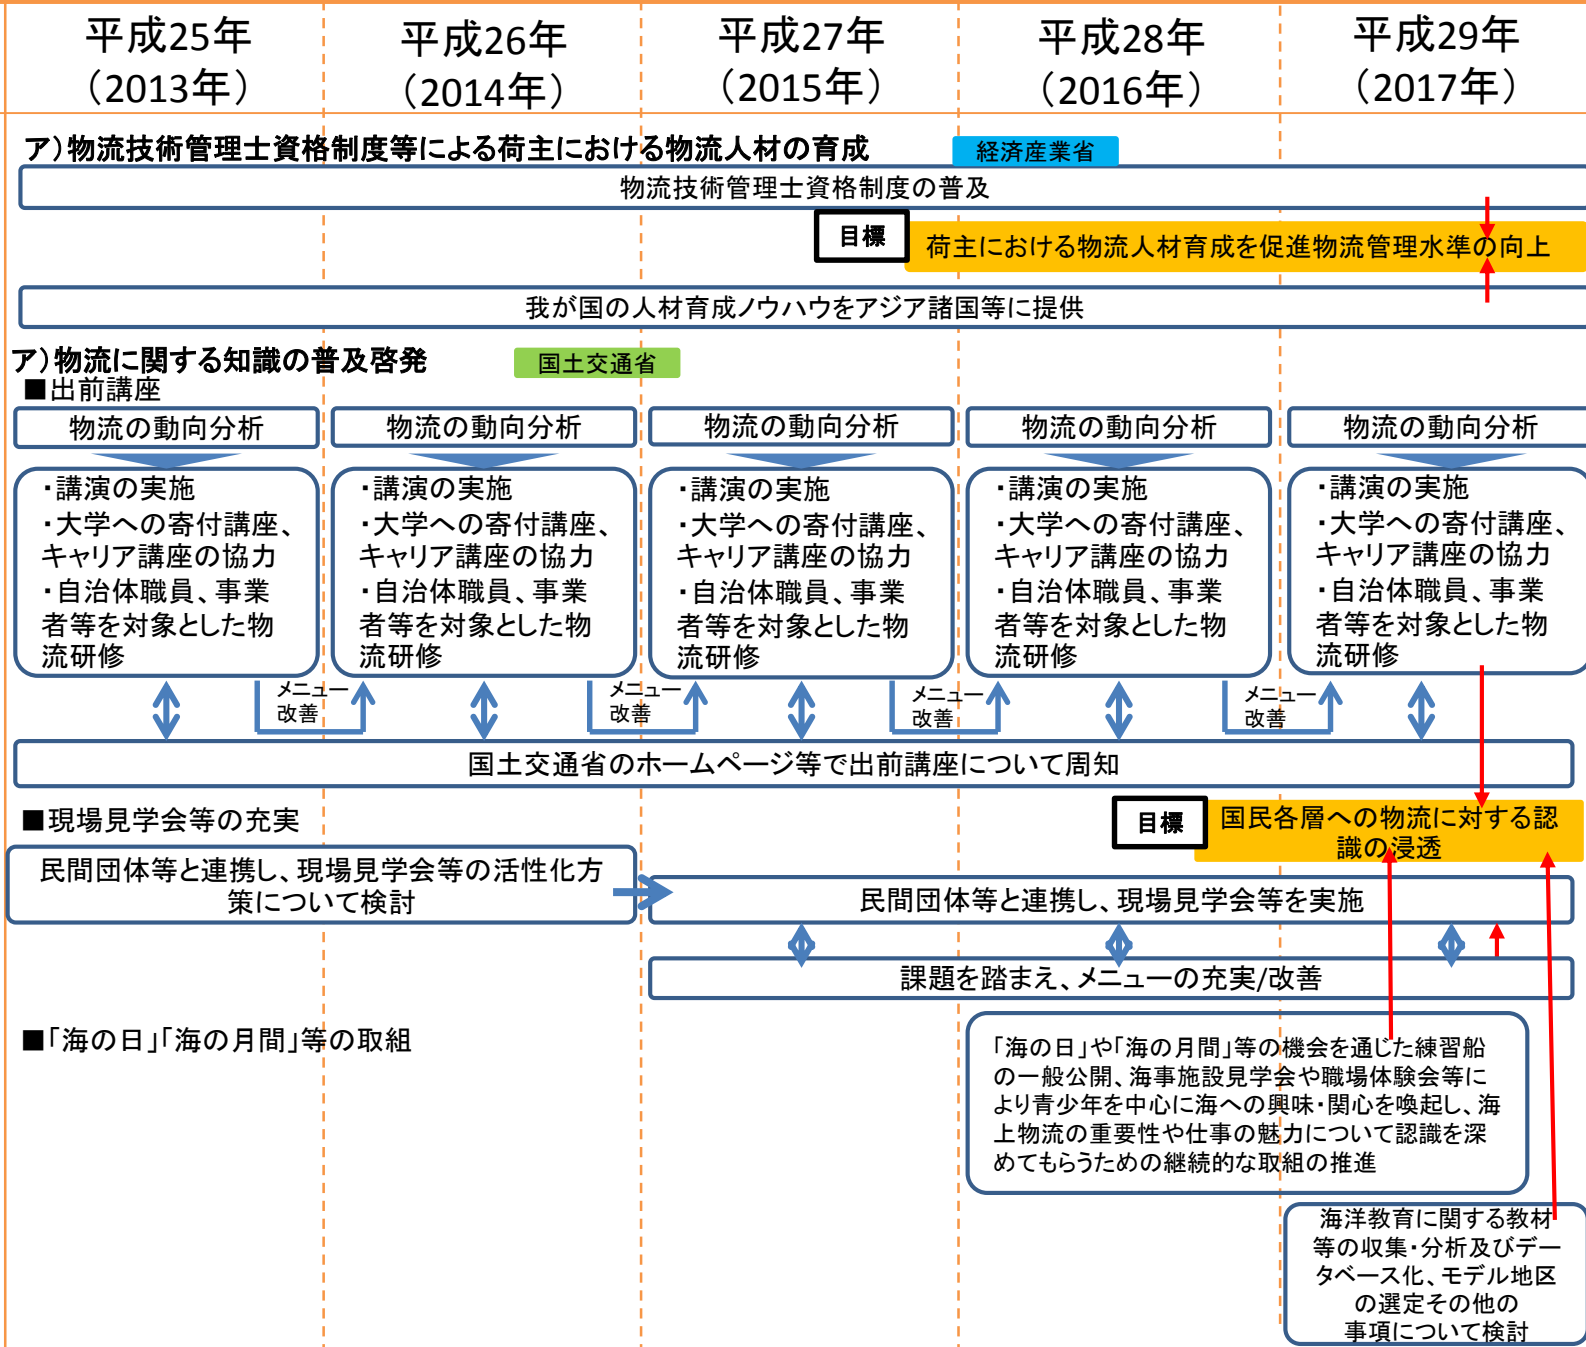 平成25年
（2013年）
平成26年
（2014年）
平成27年
（2015年）
平成28年
（2016年）
平成29年
（2017年）
ア）物流技術管理士資格制度等による荷主における物流人材の育成
経済産業省
物流技術管理士資格制度の普及
目標
荷主における物流人材育成を促進物流管理水準の向上
我が国の人材育成ノウハウをアジア諸国等に提供
ア）物流に関する知識の普及啓発
国土交通省
■出前講座
物流の動向分析
物流の動向分析
物流の動向分析
物流の動向分析
物流の動向分析
・講演の実施
・大学への寄付講座、
キャリア講座の協力
・自治体職員、事業
者等を対象とした物
流研修
・講演の実施
・大学への寄付講座、
キャリア講座の協力
・自治体職員、事業
者等を対象とした物
流研修
・講演の実施
・大学への寄付講座、
キャリア講座の協力
・自治体職員、事業
者等を対象とした物
流研修
・講演の実施
・大学への寄付講座、
キャリア講座の協力
・自治体職員、事業
者等を対象とした物
流研修
・講演の実施
・大学への寄付講座、
キャリア講座の協力
・自治体職員、事業
者等を対象とした物
流研修
メニュー
改善
メニュー
改善
メニュー
改善
メニュー
改善
国土交通省のホームページ等で出前講座について周知
■現場見学会等の充実
目標
国民各層への物流に対する認
識の浸透
民間団体等と連携し、現場見学会等の活性化方
策について検討
民間団体等と連携し、現場見学会等を実施
課題を踏まえ、メニューの充実/改善
■「海の日」「海の月間」等の取組
「海の日」や「海の月間」等の機会を通じた練習船
の一般公開、海事施設見学会や職場体験会等に
より青少年を中心に海への興味・関心を喚起し、海
上物流の重要性や仕事の魅力について認識を深
めてもらうための継続的な取組の推進
海洋教育に関する教材
等の収集・分析及びデー
タベース化、モデル地区
の選定その他の
事項について検討